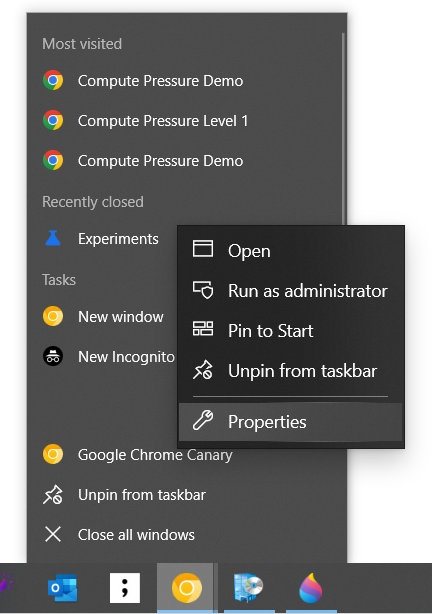 Most visited
Compute Pressure Demo
Compute Pressure Level 1
Compute Pressure Demo
Recently closed
Experiments
Tasks
New window
New Incognito
Open
Run as administrator
Pin to Start
Unpin from taskbar
Properties
Google Chrome Canary
Unpin from taskbar
Close all windows